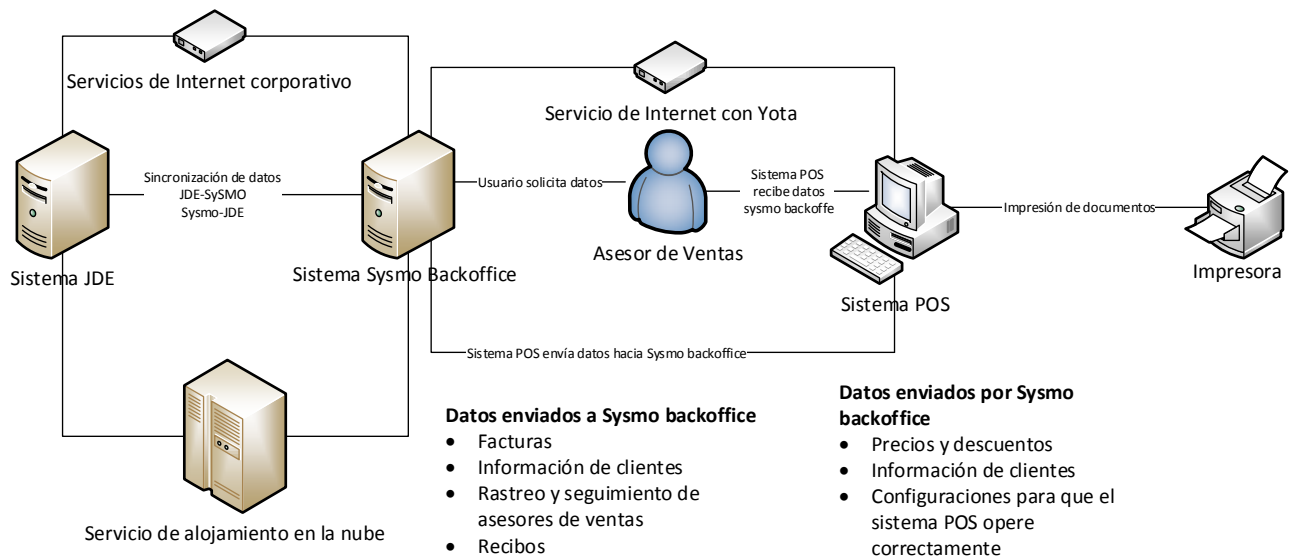 Servicios de Internet corporativo
Servicio de Internet con Yota
Sincronización de datos
JDE-SySMO
Sysmo-JDE
Usuario solicita datos
Sistema POS
recibe datos
sysmo backoffe
Impresión de documentos
Sistema JDE
Sistema Sysmo Backoffice
Asesor de Ventas
Sistema POS
Impresora
Sistema POS envía datos hacia Sysmo backoffice
Servicio de alojamiento en la nube
Datos enviados a Sysmo backoffice
• Facturas
• Información de clientes
• Rastreo y seguimiento de
asesores de ventas
• Recibos
Datos enviados por Sysmo
backoffice
• Precios y descuentos
• Información de clientes
• Configuraciones para que el
sistema POS opere
correctamente